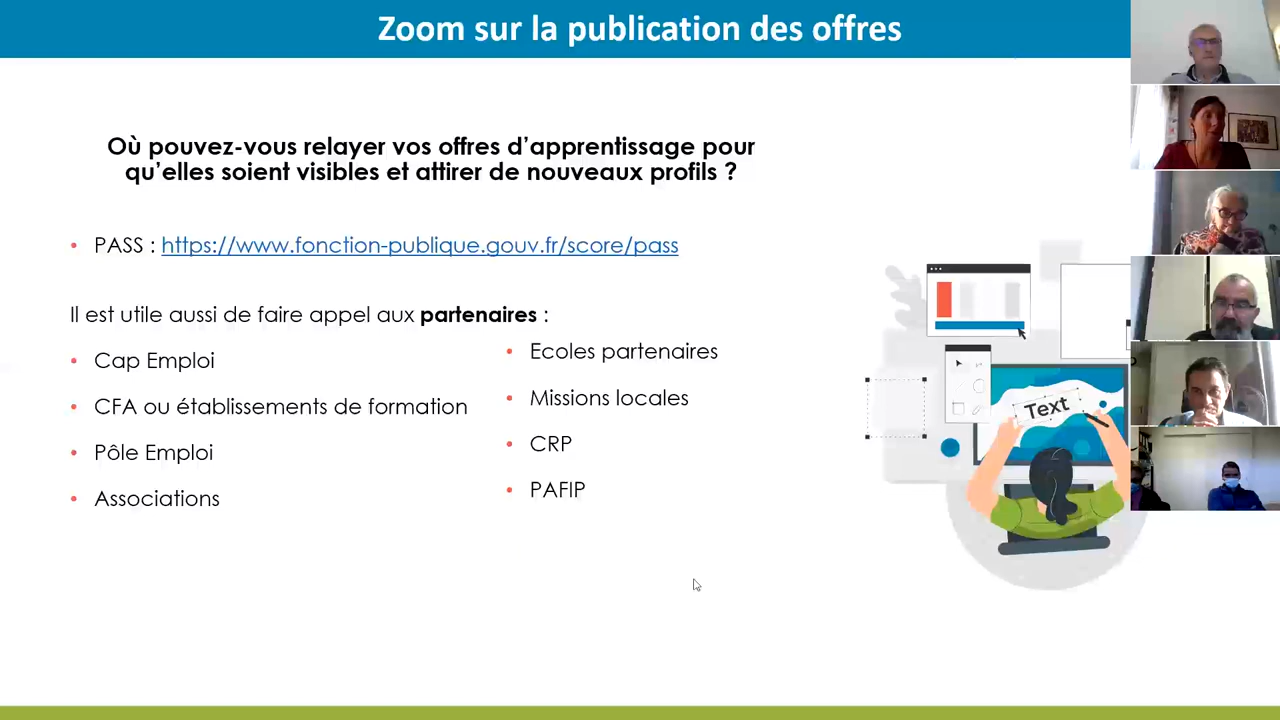 Zoom sur la publication des offres
Où pouvez-vous relayer vos offres d'apprentissage pour
qu'elles soient visibles et attirer de nouveaux profils ?
• PASS : https://www.fonction-publique.gouv.fr/score/pass
Il est utile aussi de faire appel aux partenaires :
• Cap Emploi
• CFA ou établissements de formation
• Pôle Emploi
• Associations
• Ecoles partenaires
• Missions locales
• CRP
• PAFIP
Text